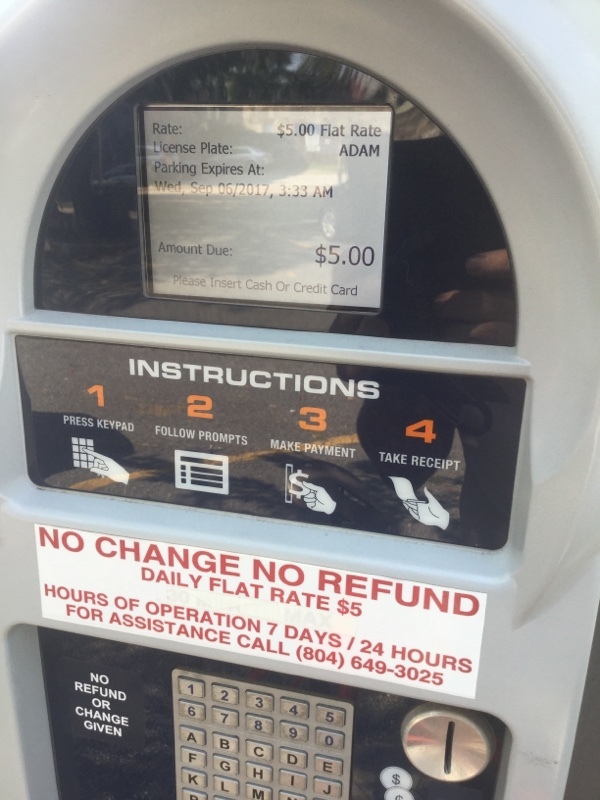 Rate: $5.00 Flat Rate
License Plate: ADAM
Parking Expires At:
Wed, Sep 06/2017, 3:33 AM
Amount Due: $5.00
Please Insert Cash Or Credit Card
INSTRUCTIONS
1 2 3 4
PRESS KEYPAD FOLLOW PROMPTS MAKE PAYMENT TAKE RECEIPT
$
NO CHANGE NO REFUND
DAILY FLAT RATE $5
HOURS OF OPERATION 7 DAYS / 24 HOURS
FOR ASSISTANCE CALL (804) 649-3025
NO
REFUND
OR
CHANGE
GIVEN
1 2 3 4 5
6 7 8 9 0
A B C D E
F G H I J
K L M N
$